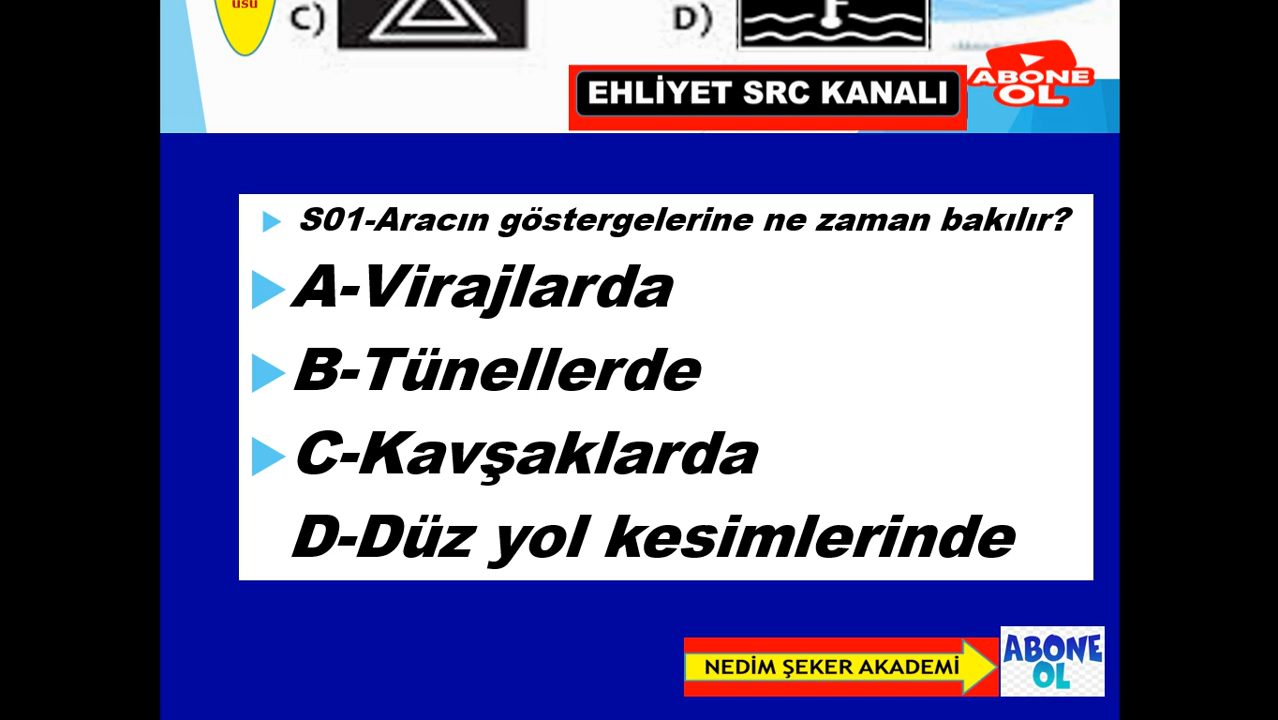 üsü
C)
D)
EHLİYET SRC KANALI
ABONE
OL
S01-Aracın göstergelerine ne zaman bakılır?
A-Virajlarda
B-Tünellerde
C-Kavşaklarda
D-Düz yol kesimlerinde
NEDİM ŞEKER AKADEMİ
ABONE
OL